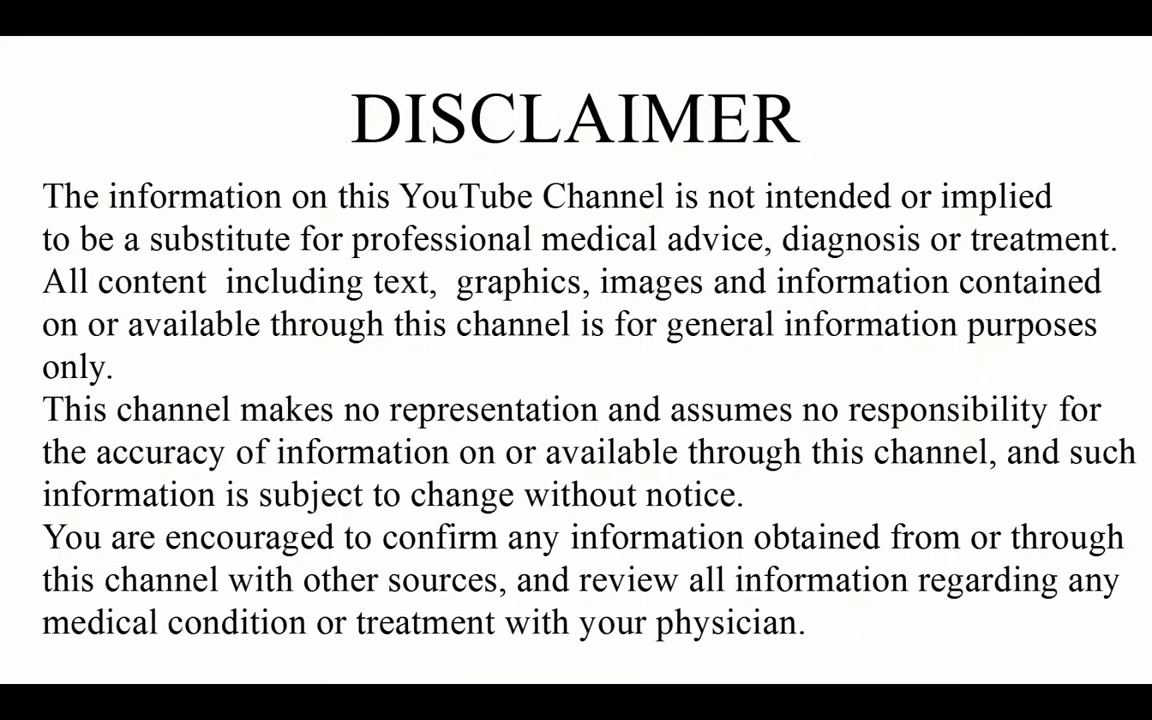 DISCLAIMER
The information on this YouTube Channel is not intended or implied
to be a substitute for professional medical advice, diagnosis or treatment.
All content  including text,  graphics, images and information contained
on or available through this channel is for general information purposes
only.
This channel makes no representation and assumes no responsibility for
the accuracy of information on or available through this channel, and such
information is subject to change without notice.
You are encouraged to confirm any information obtained from or through
this channel with other sources, and review all information regarding any
medical condition or treatment with your physician.